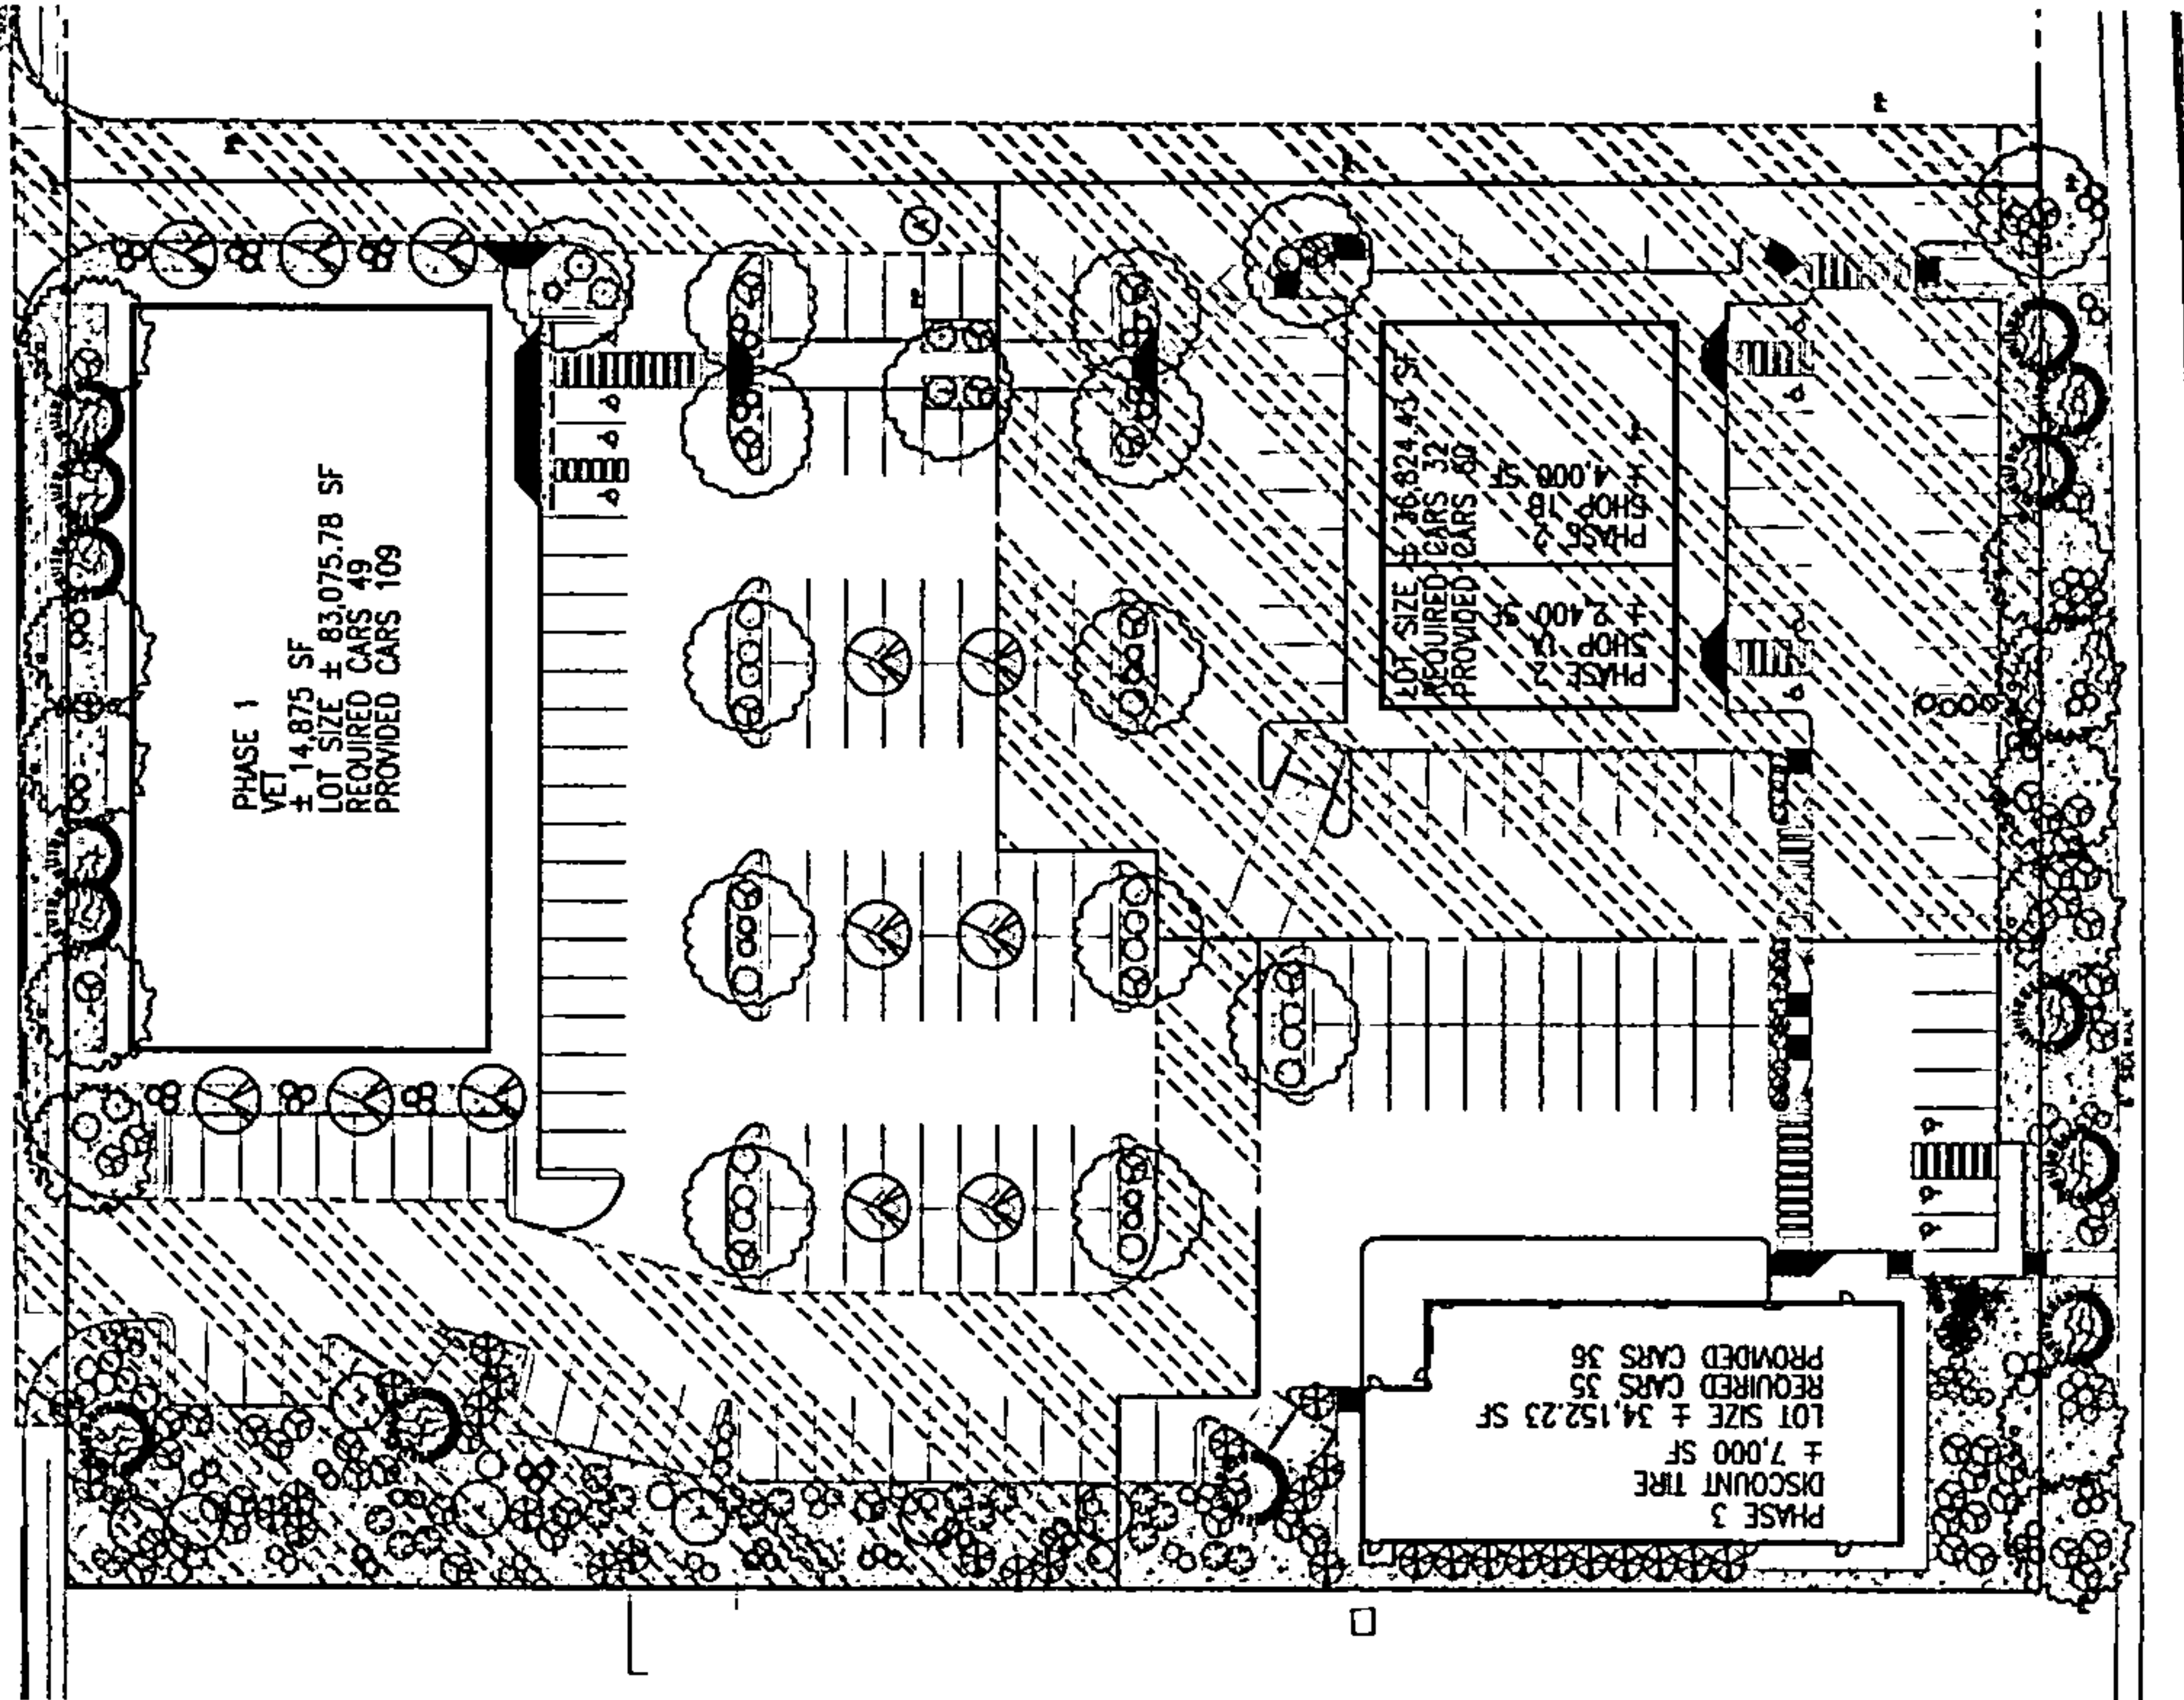 PHASE 1
VET
± 14,875 SF
LOT SIZE ± 83,075.78 SF
REQUIRED CARS 49
PROVIDED CARS 109
LOT SIZE ± 36,824.43 SF
REQUIRED CARS 32
PROVIDED CARS 60
PHASE 2
SHOP 1B
± 4,000 SF
PHASE 2
SHOP 1A
± 2,400 SF
PHASE 3
DISCOUNT TIRE
± 7,000 SF
LOT SIZE ± 34,152.23 SF
REQUIRED CARS 35
PROVIDED CARS 36
SIDEWALK